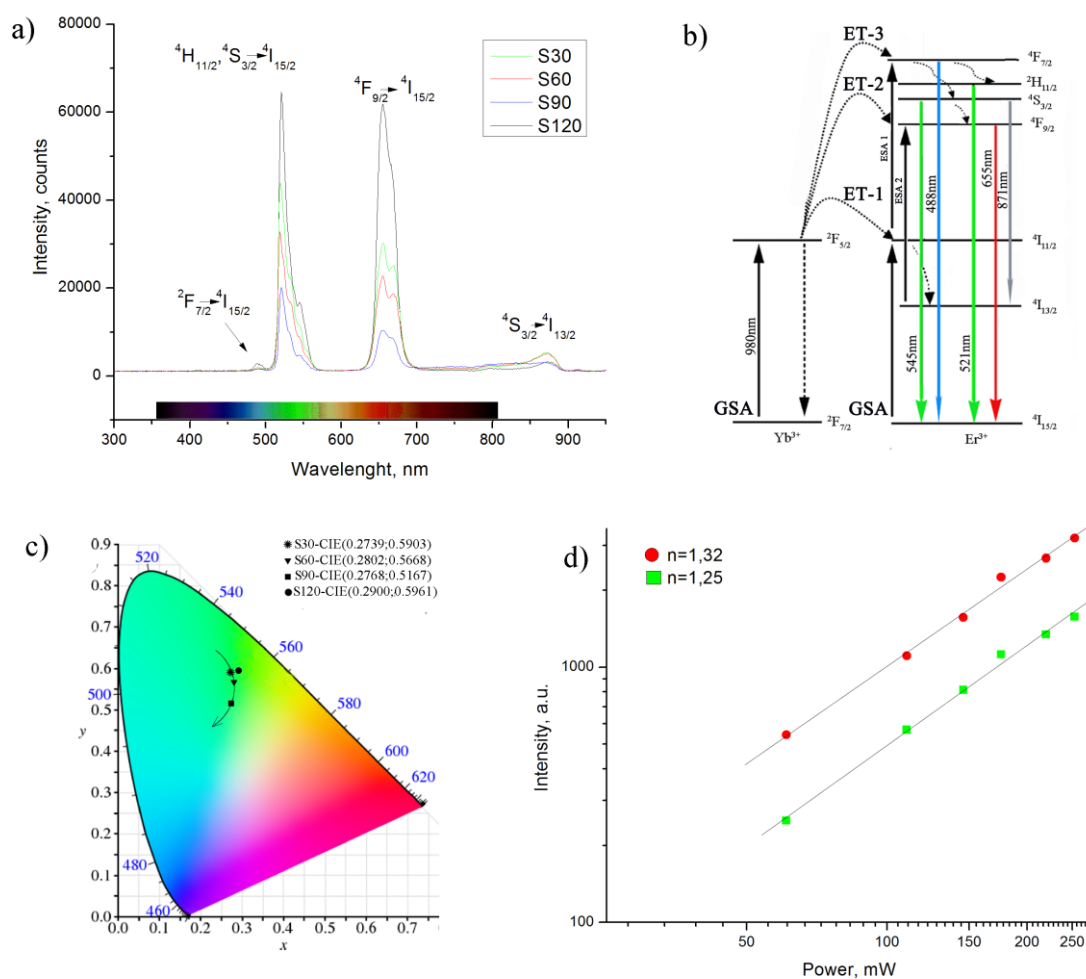 a)
80000
60000
40000
20000
0
Intensity, counts
⁴H₁₁/₂,⁴S₃/₂→⁴I₁₅/₂
⁴F₉/₂→⁴I₁₅/₂
²F₇/₂→⁴I₁₅/₂
⁴S₃/₂→⁴I₁₃/₂
S30
S60
S90
S120
300 400 500 600 700 800 900
Wavelenght, nm
b)
ET-3
ET-2
ET-1
⁴F₇/₂
²H₁₁/₂
⁴S₃/₂
⁴F₉/₂
ESA 1
ESA 2
488nm
655nm
871nm
²F₅/₂
⁴I₁₁/₂
⁴I₁₃/₂
980nm
545nm
521nm
GSA
GSA
²F₇/₂
⁴I₁₅/₂
Yb³⁺
Er³⁺
c)
S30-CIE(0.2739;0.5903)
S60-CIE(0.2802;0.5668)
S90-CIE(0.2768;0.5167)
S120-CIE(0.2900;0.5961)
0.9
0.8
0.7
0.6
0.5
0.4
0.3
0.2
0.1
0.0
y
520
540
560
580
600
620
500
480
460
0.0 0.1 0.2 0.3 0.4 0.5 0.6 0.7
x
d)
n=1,32
n=1,25
1000
100
Intensity, a.u.
50 100 150 200 250
Power, mW